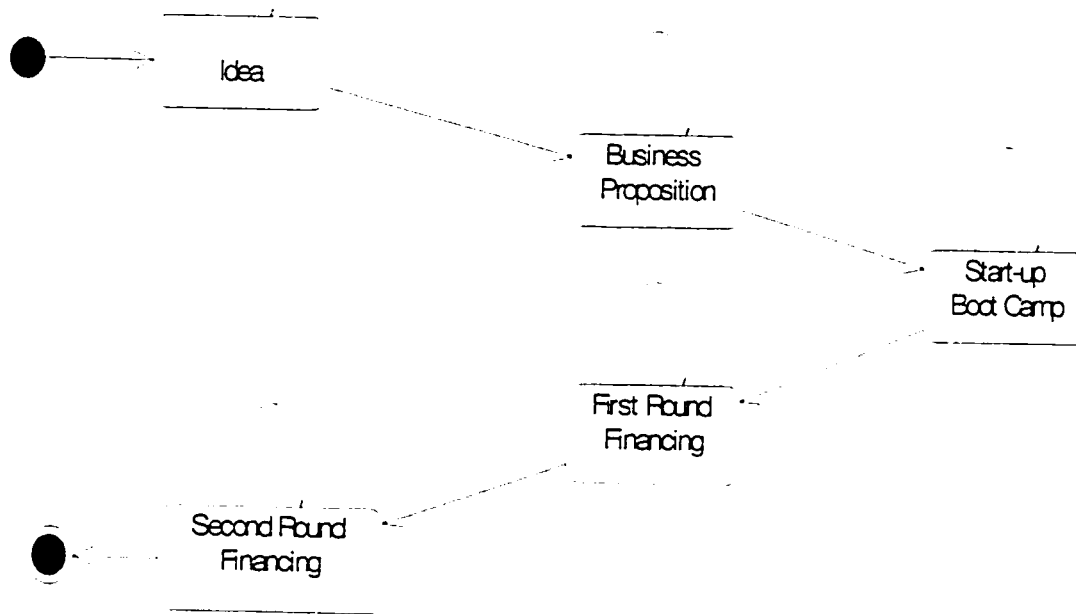 Idea
Business
Proposition
Start-up
Boot Camp
First Round
Financing
Second Round
Financing